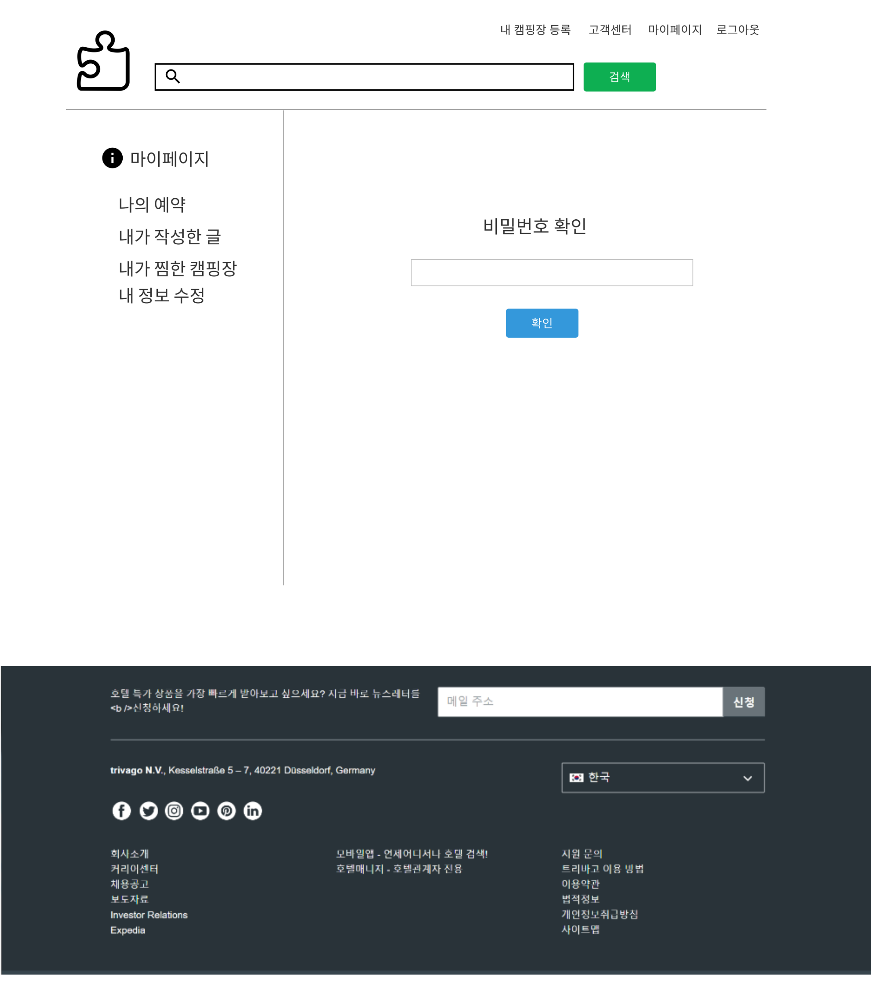 내 캠핑장 등록 고객센터 마이페이지 로그아웃
검색
마이페이지
나의 예약
내가 작성한 글
내가 찜한 캠핑장
내 정보 수정
비밀번호 확인
확인
호텔 특가 상품을 가장 빠르게 받아보고 싶으세요? 지금 바로 뉴스레터를
<b />신청하세요!
메일 주소
신청
trivago N.V., Kesselstraße 5 – 7, 40221 Düsseldorf, Germany
한국
회사소개
커리어센터
채용공고
보도자료
Investor Relations
Expedia
모바일앱 - 언제어디서나 호텔 검색!
호텔매니저 - 호텔관계자 전용
지원 문의
트리바고 이용 방법
이용약관
법적정보
개인정보취급방침
사이트맵